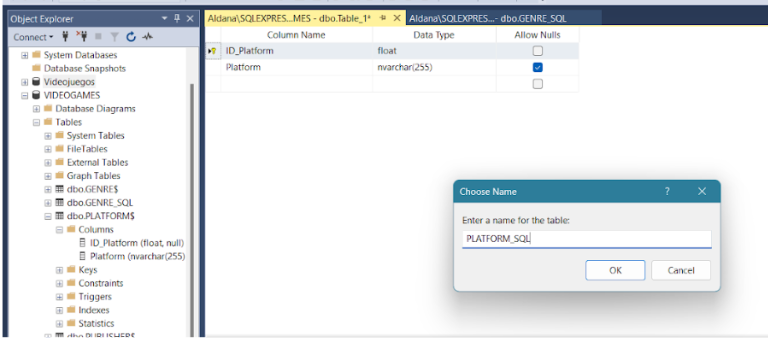 Object Explorer
Connect
System Databases
Database Snapshots
Videojuegos
VIDEOGAMES
Database Diagrams
Tables
System Tables
FileTables
External Tables
Graph Tables
dbo.GENRE$
dbo.GENRE_SQL
dbo.PLATFORM$
Columns
ID_Platform (float, null)
Platform (nvarchar(255)
Keys
Constraints
Triggers
Indexes
Statistics
dbo.PUBLISHER$
Aldana\SQLEXPRES...MES - dbo.Table_1* Aldana\SQLEXPRES...- dbo.GENRE_SQL
Column Name Data Type Allow Nulls
ID_Platform float
Platform nvarchar(255)
Choose Name ? ×
Enter a name for the table:
PLATFORM_SQL
OK Cancel